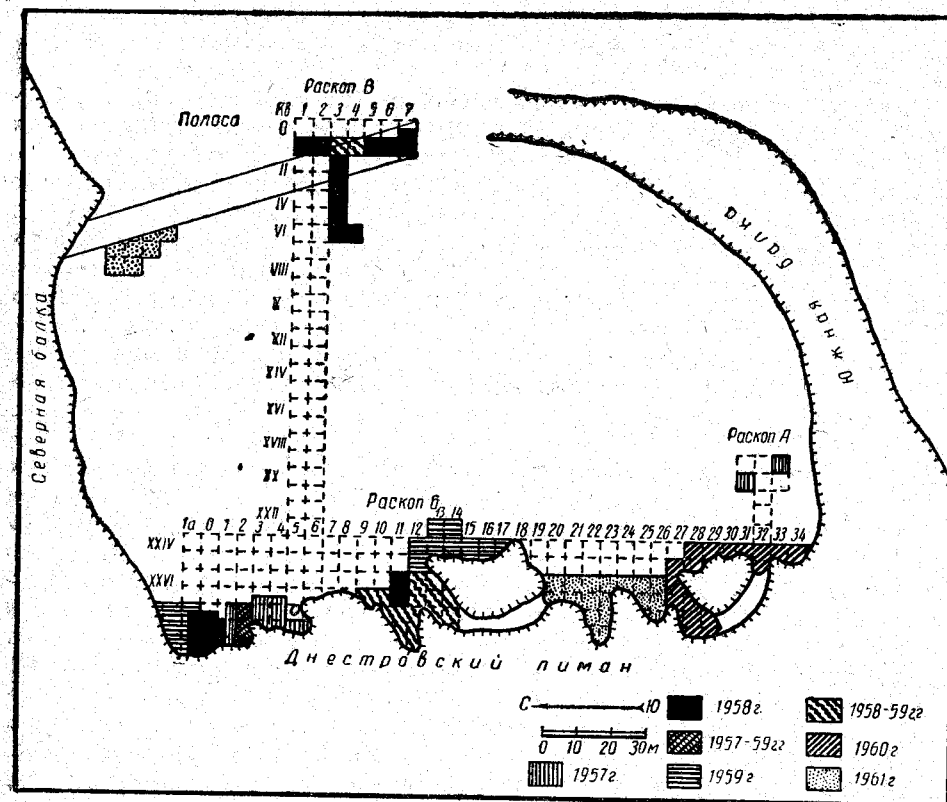 Раскоп В
Полоса
КВ 1 2 3 4 5 6 7
0
II
IV
VI
VIII
X
XII
XIV
XVI
XVIII
XX
XXII
Северная балка
Южная балка
Раскоп А
Раскоп б
13 14
1а 0 1 2 3 4 5 6 7 8 9 10 11 12 15 16 17 18 19 20 21 22 23 24 25 26 27 28 29 30 31 32 33 34
XXIV
XXVI
Днестровский лиман
С Ю
0 10 20 30м
1958г.
1958-59гг
1957-59гг
1960г
1957г.
1959г
1961г